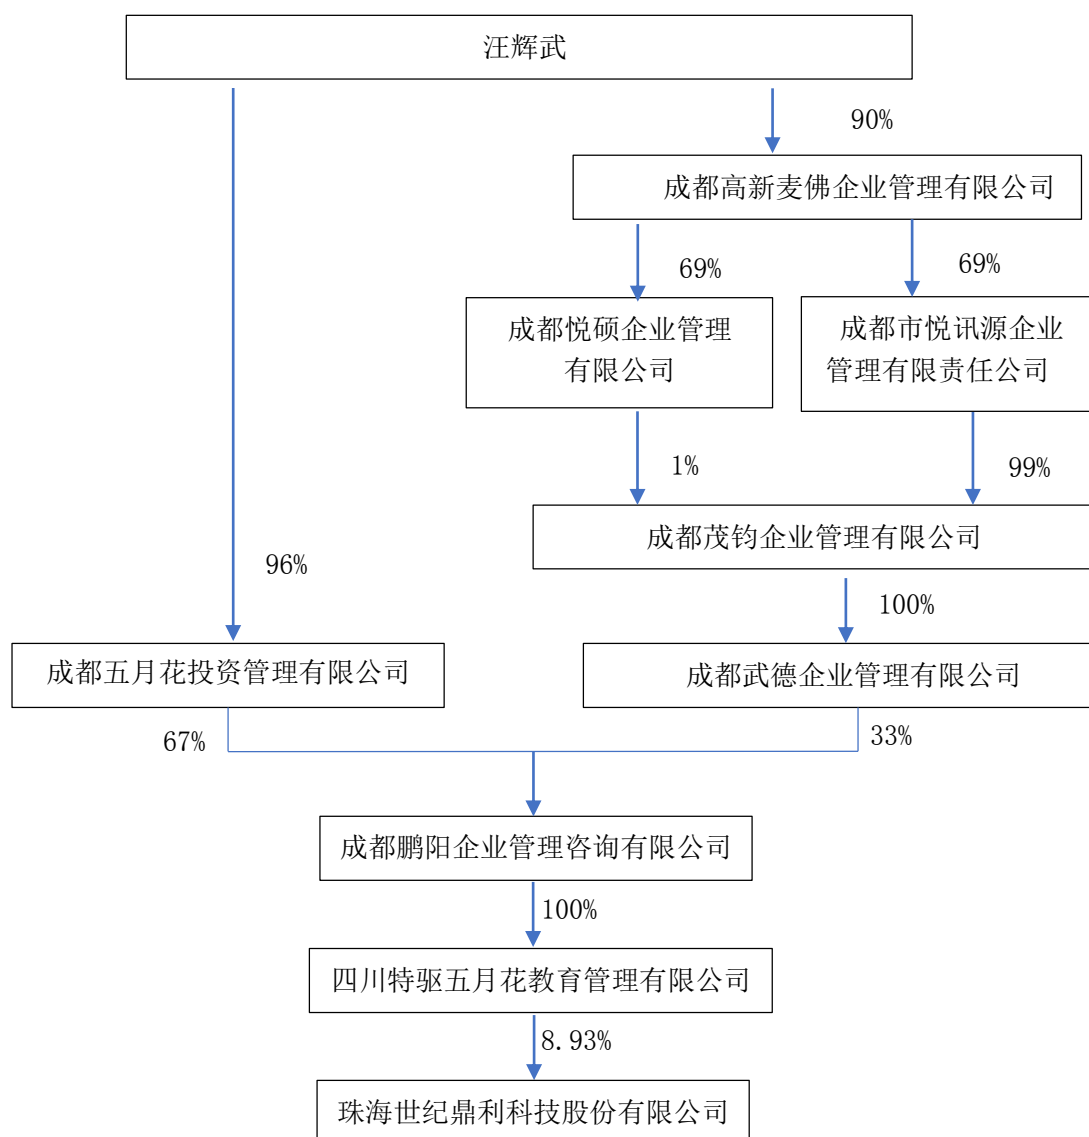 汪辉武
90%
成都高新麦佛企业管理有限公司
69%
69%
成都悦硕企业管理
有限公司
成都市悦讯源企业
管理有限责任公司
1%
99%
成都茂钧企业管理有限公司
96%
100%
成都五月花投资管理有限公司
成都武德企业管理有限公司
67%
33%
成都鹏阳企业管理咨询有限公司
100%
四川特驱五月花教育管理有限公司
8.93%
珠海世纪鼎利科技股份有限公司